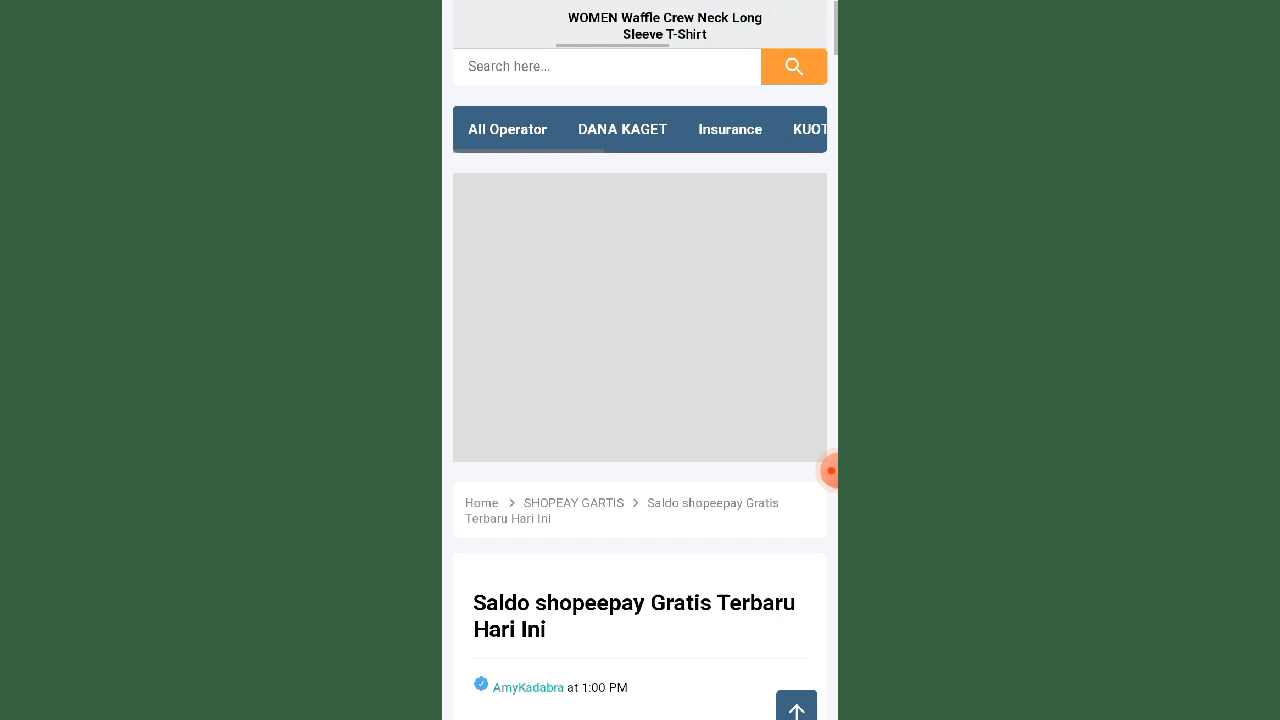 WOMEN Waffle Crew Neck Long
Sleeve T-Shirt
Search here...
All Operator DANA KAGET Insurance KUOT
Home > SHOPEAY GARTIS > Saldo shopeepay Gratis
Terbaru Hari Ini
Saldo shopeepay Gratis Terbaru
Hari Ini
AmyKadabra at 1:00 PM